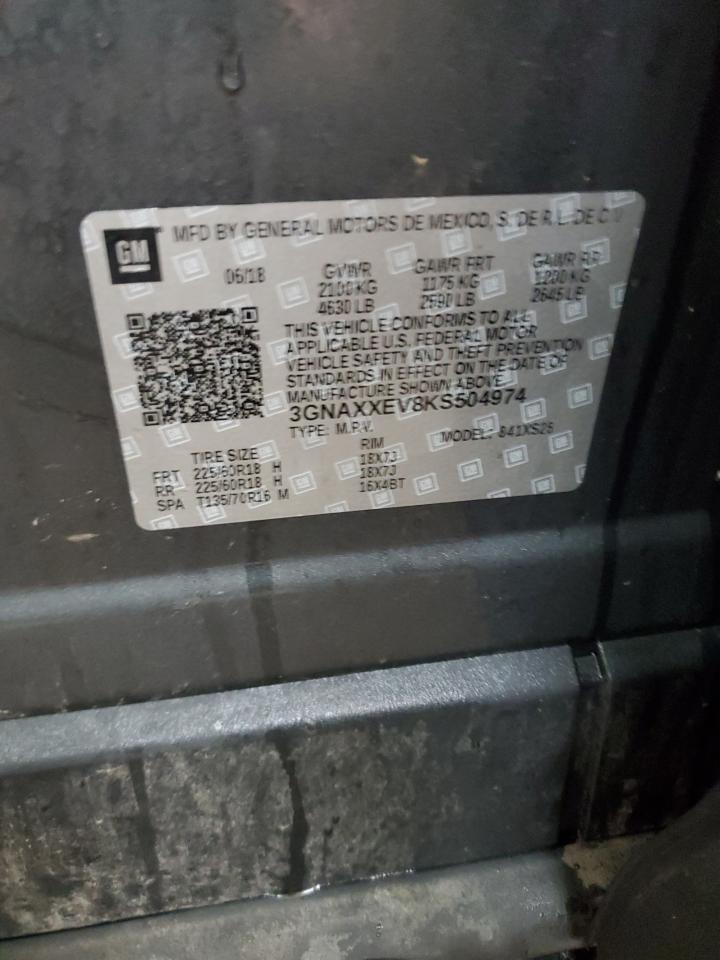 GM
MFD BY GENERAL MOTORS DE MEXICO, S. DE R.L. DE C.V
06/18 GVWR GAWR FRT GAWR RR
2100 KG 1175 KG 1200 KG
4630 LB 2590 LB 2645 LB
THIS VEHICLE CONFORMS TO ALL
APPLICABLE U.S. FEDERAL MOTOR
VEHICLE SAFETY AND THEFT PREVENTION
STANDARDS IN EFFECT ON THE DATE OF
MANUFACTURE SHOWN ABOVE.
3GNAXXEV8KS504974
TYPE: M.P.V. MODEL: 841XS26
TIRE SIZE RIM
FRT 225/60R18 H 18X7J
RR 225/60R18 H 18X7J
SPA T135/70R16 M 16X4BT